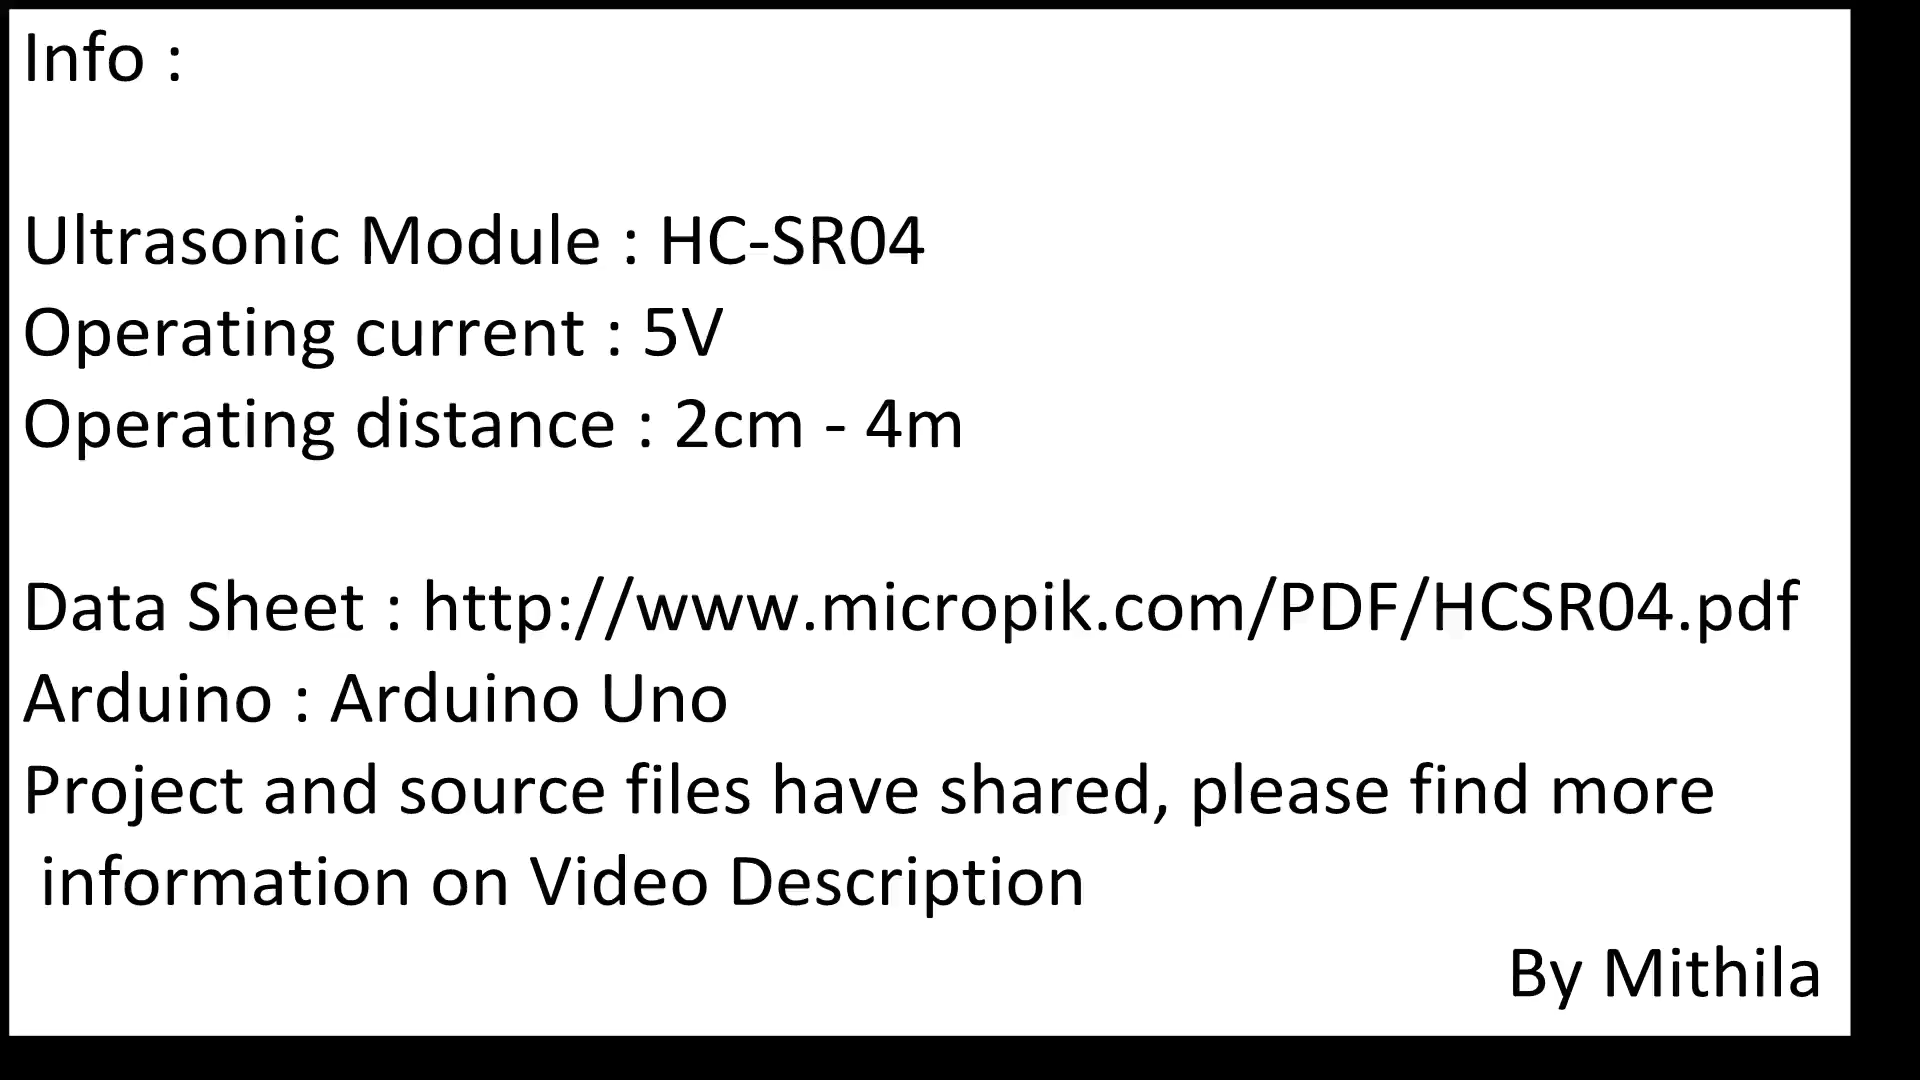 Info :
Ultrasonic Module : HC-SR04
Operating current : 5V
Operating distance : 2cm - 4m
Data Sheet : http://www.micropik.com/PDF/HCSR04.pdf
Arduino : Arduino Uno
Project and source files have shared, please find more
information on Video Description
By Mithila